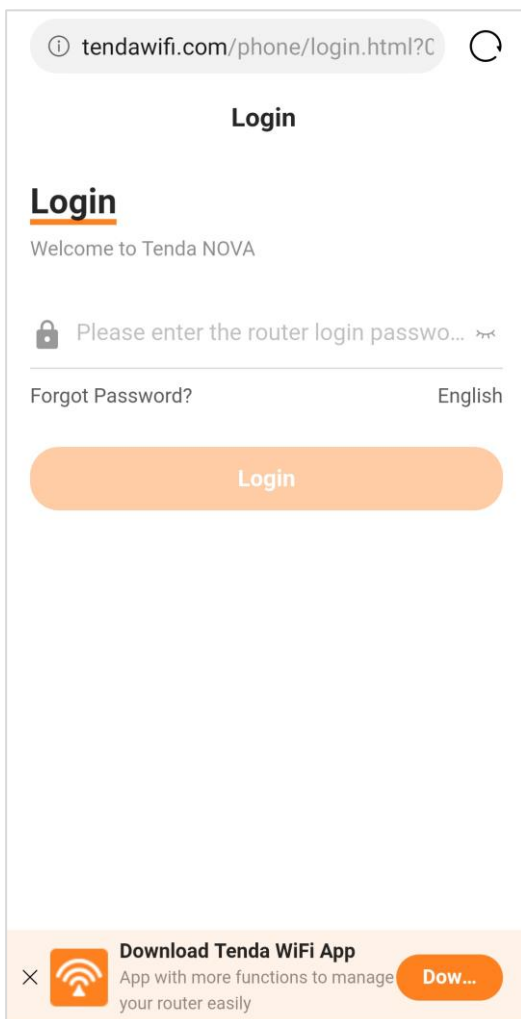 tendawifi.com/phone/login.html?C
Login
Login
Welcome to Tenda NOVA
Please enter the router login passwo...
Forgot Password? English
Login
Download Tenda WiFi App
App with more functions to manage
your router easily
Dow...